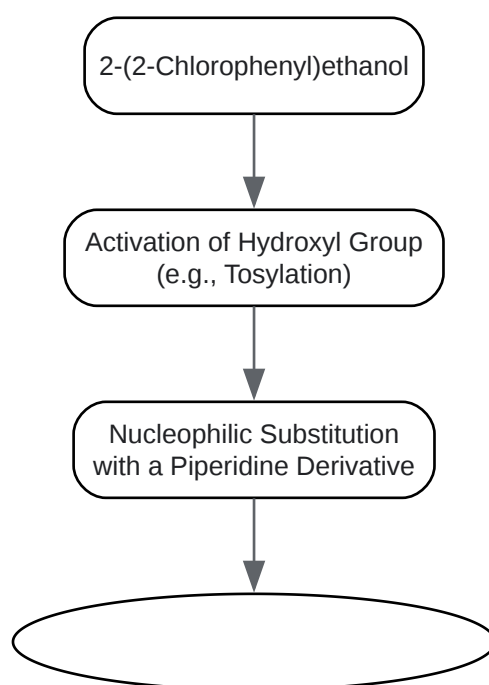 2-(2-Chlorophenyl)ethanol
Activation of Hydroxyl Group
(e.g., Tosylation)
Nucleophilic Substitution
with a Piperidine Derivative